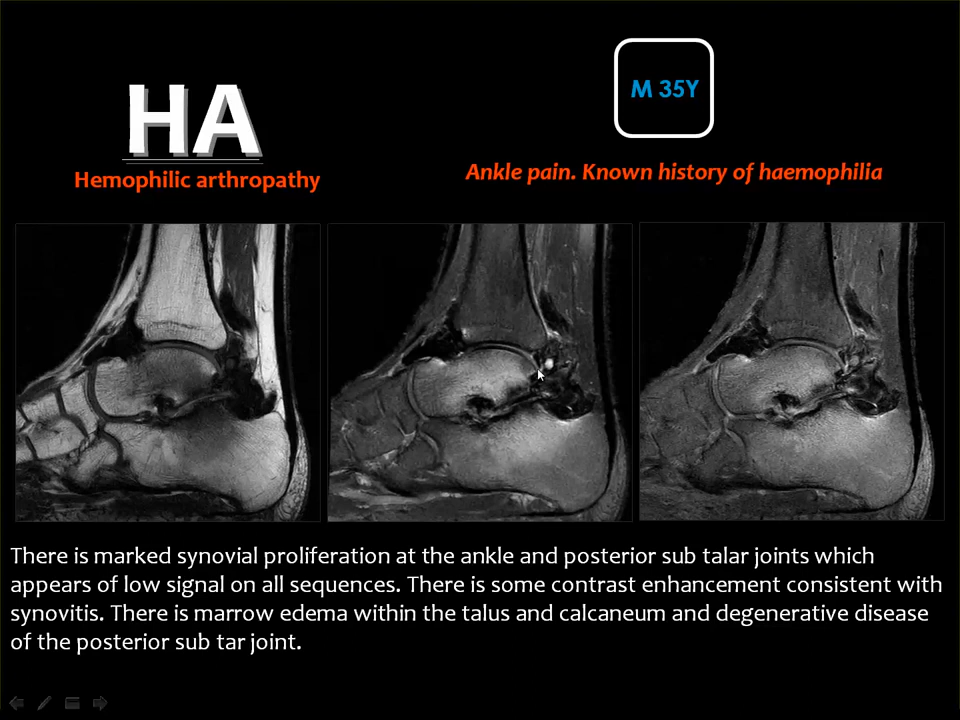 HA
Hemophilic arthropathy
M 35Y
Ankle pain. Known history of haemophilia
There is marked synovial proliferation at the ankle and posterior sub talar joints which
appears of low signal on all sequences. There is some contrast enhancement consistent with
synovitis. There is marrow edema within the talus and calcaneum and degenerative disease
of the posterior sub tar joint.